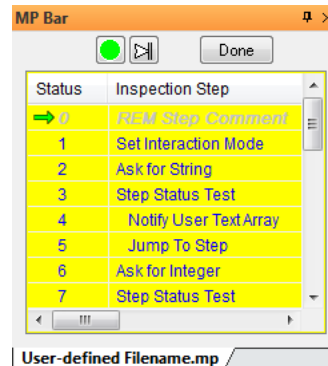 MP Bar
Done
Status Inspection Step
0 REM Step Comment
1 Set Interaction Mode
2 Ask for String
3 Step Status Test
4 Notify User Text Array
5 Jump To Step
6 Ask for Integer
7 Step Status Test
User-defined Filename.mp